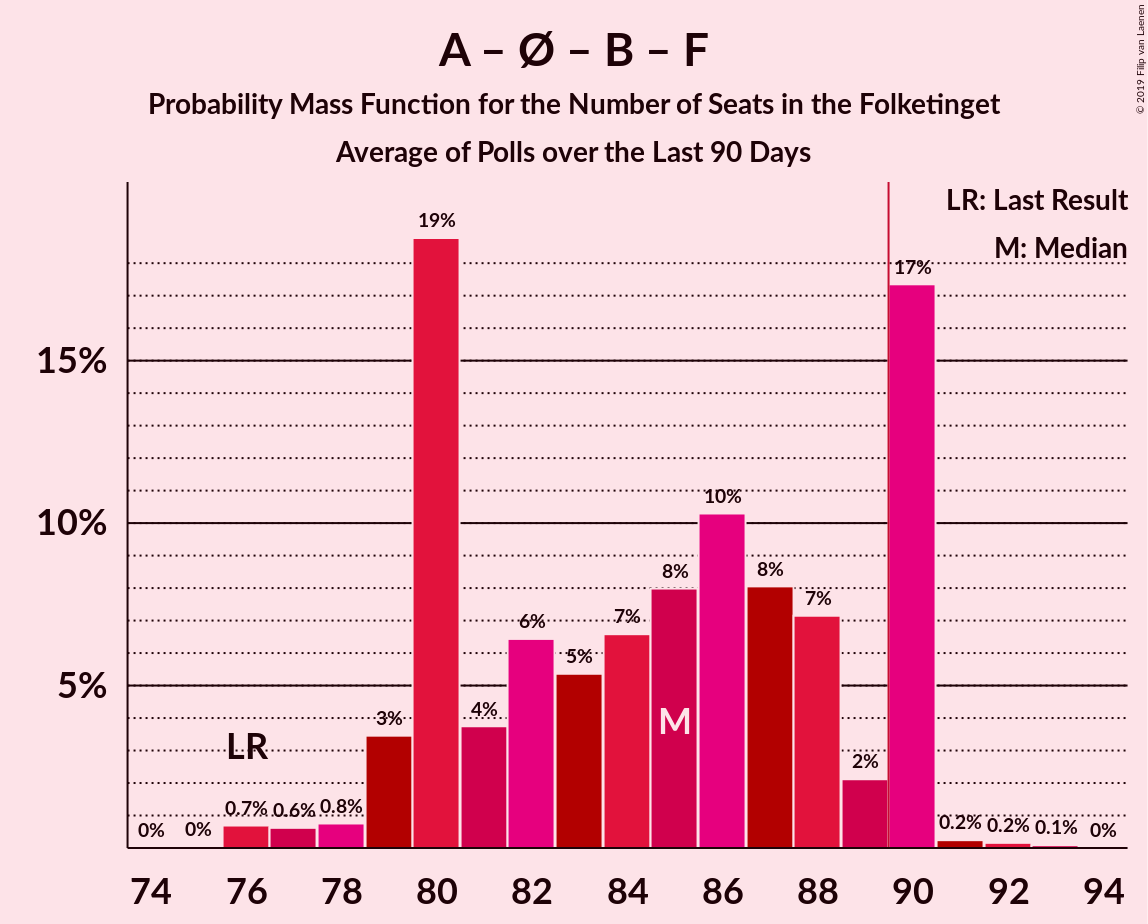 A – Ø – B – F
Probability Mass Function for the Number of Seats in the Folketinget
Average of Polls over the Last 90 Days
© 2019 Filip van Laenen
LR: Last Result
M: Median
15%
10%
5%
0%
0%
0.7%
0.6%
0.8%
3%
19%
4%
6%
5%
7%
8%
10%
8%
7%
2%
17%
0.2%
0.2%
0.1%
0%
LR
M
74 76 78 80 82 84 86 88 90 92 94